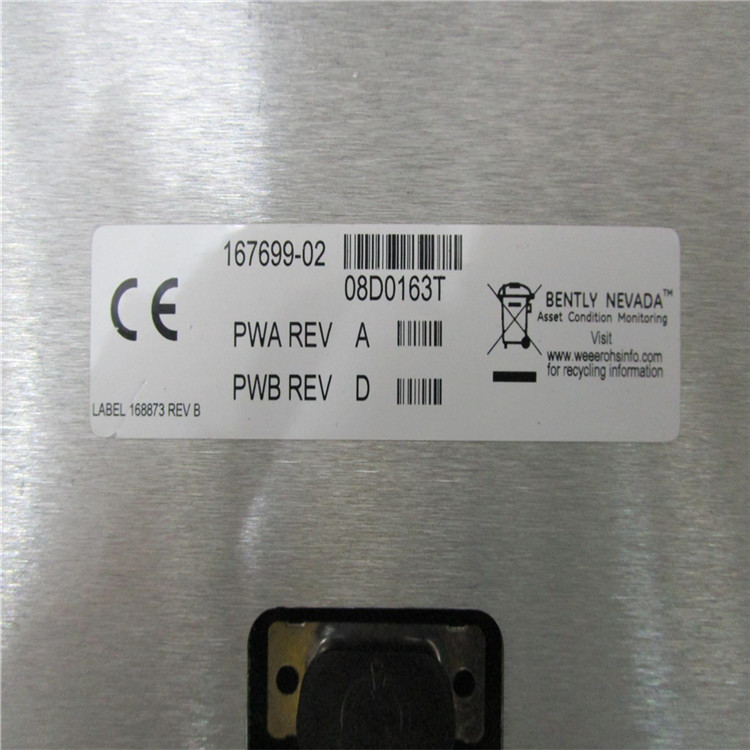 167699-02
08D0163T
CE
PWA REV A
PWB REV D
LABEL 168873 REV B
BENTLY NEVADA™
Asset Condition Monitoring
Visit
www.weeerohsinfo.com
for recycling information